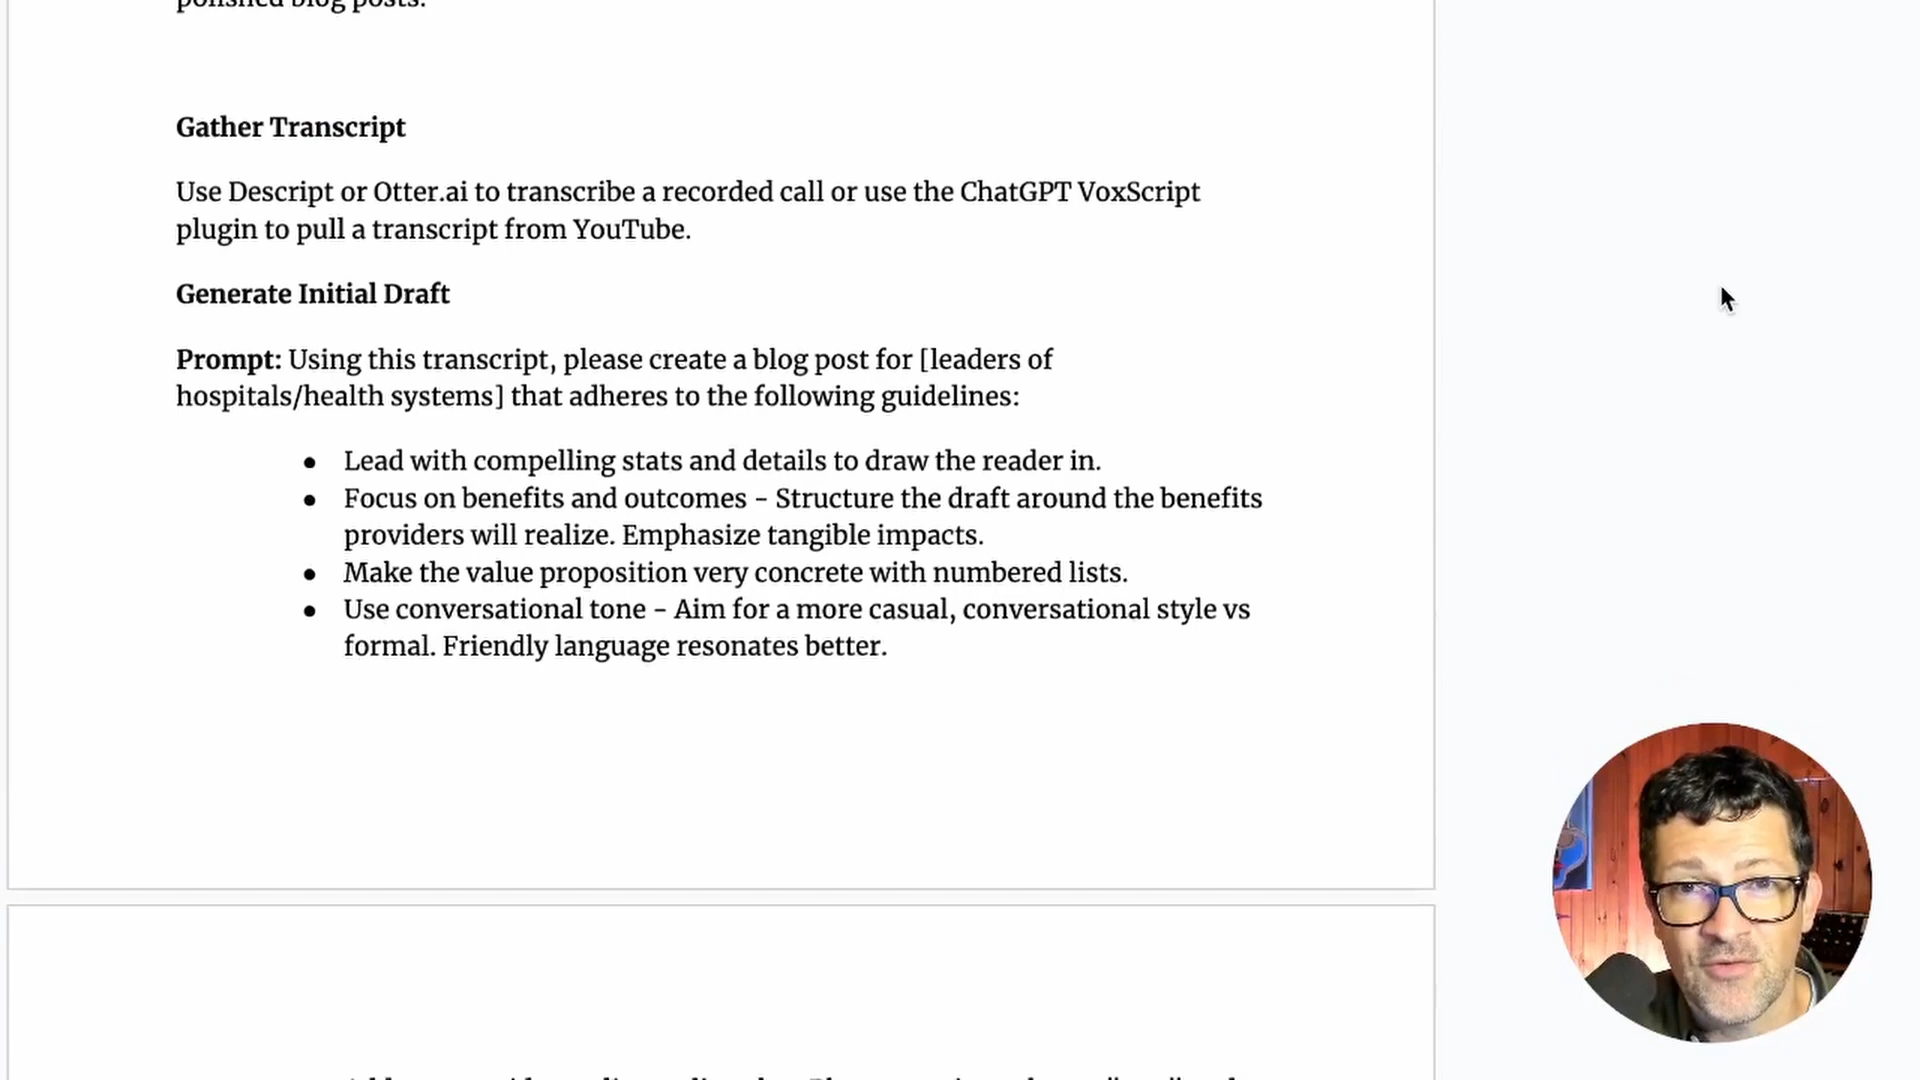 polished blog posts.
Gather Transcript
Use Descript or Otter.ai to transcribe a recorded call or use the ChatGPT VoxScript
plugin to pull a transcript from YouTube.
Generate Initial Draft
Prompt: Using this transcript, please create a blog post for [leaders of
hospitals/health systems] that adheres to the following guidelines:
● Lead with compelling stats and details to draw the reader in.
● Focus on benefits and outcomes - Structure the draft around the benefits
providers will realize. Emphasize tangible impacts.
● Make the value proposition very concrete with numbered lists.
● Use conversational tone - Aim for a more casual, conversational style vs
formal. Friendly language resonates better.